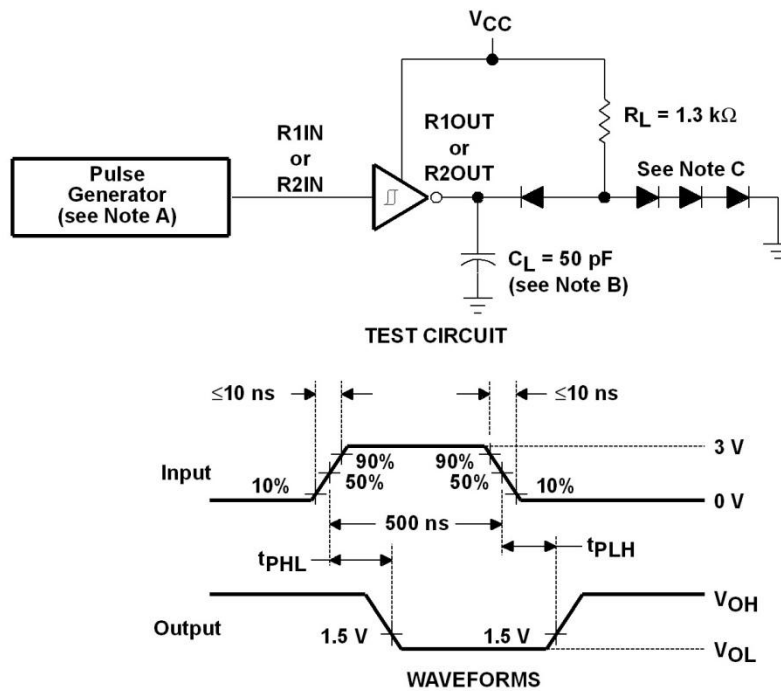 VCC
R1IN
or
R2IN
R1OUT
or
R2OUT
RL = 1.3 kΩ
Pulse
Generator
(see Note A)
See Note C
CL = 50 pF
(see Note B)
TEST CIRCUIT
≤10 ns
≤10 ns
3 V
Input
90%
90%
50%
50%
10%
10%
0 V
500 ns
tPHL
tPLH
VOH
Output
1.5 V
1.5 V
VOL
WAVEFORMS